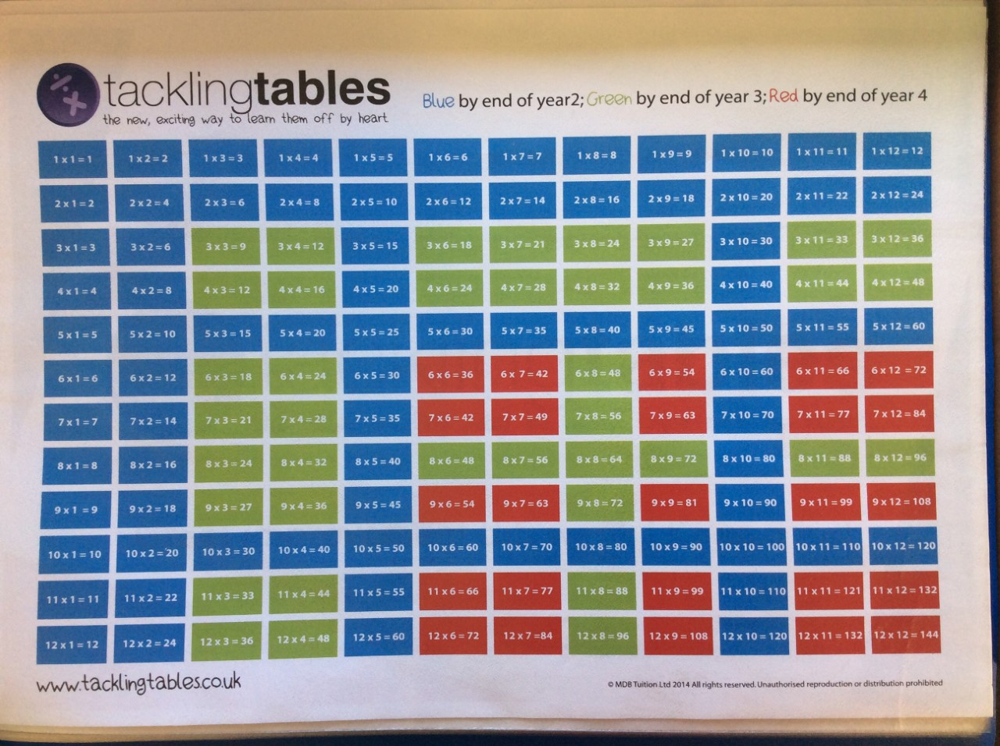 tacklingtables
the new, exciting way to learn them off by heart
Blue by end of year2; Green by end of year 3; Red by end of year 4
1 x 1 = 1 1 x 2 = 2 1 x 3 = 3 1 x 4 = 4 1 x 5 = 5 1 x 6 = 6 1 x 7 = 7 1 x 8 = 8 1 x 9 = 9 1 x 10 = 10 1 x 11 = 11 1 x 12 = 12
2 x 1 = 2 2 x 2 = 4 2 x 3 = 6 2 x 4 = 8 2 x 5 = 10 2 x 6 = 12 2 x 7 = 14 2 x 8 = 16 2 x 9 = 18 2 x 10 = 20 2 x 11 = 22 2 x 12 = 24
3 x 1 = 3 3 x 2 = 6 3 x 3 = 9 3 x 4 = 12 3 x 5 = 15 3 x 6 = 18 3 x 7 = 21 3 x 8 = 24 3 x 9 = 27 3 x 10 = 30 3 x 11 = 33 3 x 12 = 36
4 x 1 = 4 4 x 2 = 8 4 x 3 = 12 4 x 4 = 16 4 x 5 = 20 4 x 6 = 24 4 x 7 = 28 4 x 8 = 32 4 x 9 = 36 4 x 10 = 40 4 x 11 = 44 4 x 12 = 48
5 x 1 = 5 5 x 2 = 10 5 x 3 = 15 5 x 4 = 20 5 x 5 = 25 5 x 6 = 30 5 x 7 = 35 5 x 8 = 40 5 x 9 = 45 5 x 10 = 50 5 x 11 = 55 5 x 12 = 60
6 x 1 = 6 6 x 2 = 12 6 x 3 = 18 6 x 4 = 24 6 x 5 = 30 6 x 6 = 36 6 x 7 = 42 6 x 8 = 48 6 x 9 = 54 6 x 10 = 60 6 x 11 = 66 6 x 12 = 72
7 x 1 = 7 7 x 2 = 14 7 x 3 = 21 7 x 4 = 28 7 x 5 = 35 7 x 6 = 42 7 x 7 = 49 7 x 8 = 56 7 x 9 = 63 7 x 10 = 70 7 x 11 = 77 7 x 12 = 84
8 x 1 = 8 8 x 2 = 16 8 x 3 = 24 8 x 4 = 32 8 x 5 = 40 8 x 6 = 48 8 x 7 = 56 8 x 8 = 64 8 x 9 = 72 8 x 10 = 80 8 x 11 = 88 8 x 12 = 96
9 x 1 = 9 9 x 2 = 18 9 x 3 = 27 9 x 4 = 36 9 x 5 = 45 9 x 6 = 54 9 x 7 = 63 9 x 8 = 72 9 x 9 = 81 9 x 10 = 90 9 x 11 = 99 9 x 12 = 108
10 x 1 = 10 10 x 2 = 20 10 x 3 = 30 10 x 4 = 40 10 x 5 = 50 10 x 6 = 60 10 x 7 = 70 10 x 8 = 80 10 x 9 = 90 10 x 10 = 100 10 x 11 = 110 10 x 12 = 120
11 x 1 = 11 11 x 2 = 22 11 x 3 = 33 11 x 4 = 44 11 x 5 = 55 11 x 6 = 66 11 x 7 = 77 11 x 8 = 88 11 x 9 = 99 11 x 10 = 110 11 x 11 = 121 11 x 12 = 132
12 x 1 = 12 12 x 2 = 24 12 x 3 = 36 12 x 4 = 48 12 x 5 = 60 12 x 6 = 72 12 x 7 =84 12 x 8 = 96 12 x 9 = 108 12 x 10 = 120 12 x 11 = 132 12 x 12 = 144
www.tacklingtables.co.uk
© MDB Tuition Ltd 2014 All rights reserved. Unauthorised reproduction or distribution prohibited